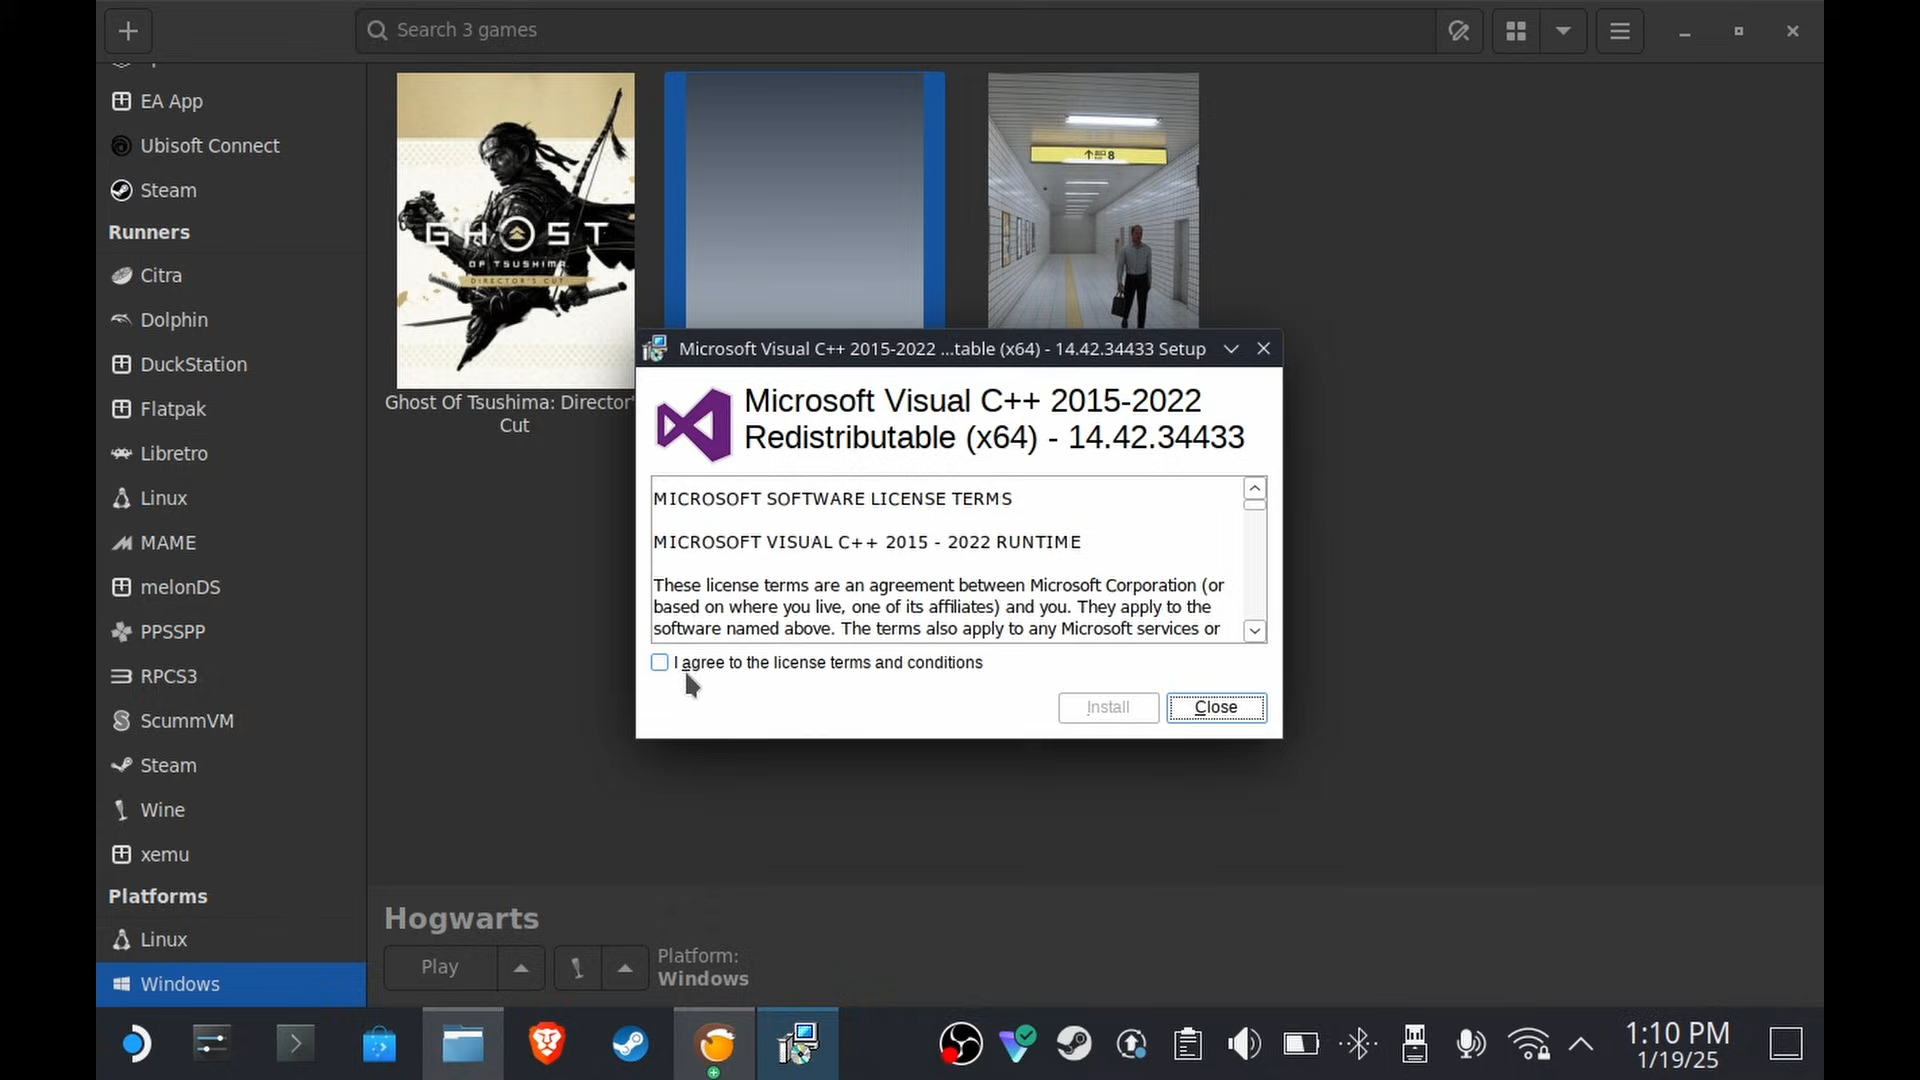 Search 3 games
EA App
Ubisoft Connect
Steam
Runners
Citra
Dolphin
DuckStation
Flatpak
Libretro
Linux
MAME
melonDS
PPSSPP
RPCS3
ScummVM
Steam
Wine
xemu
Platforms
Linux
Windows
GHOST
OF TSUSHIMA
DIRECTOR'S CUT
Ghost Of Tsushima: Director'
Cut
8
Microsoft Visual C++ 2015-2022 ...table (x64) - 14.42.34433 Setup
Microsoft Visual C++ 2015-2022
Redistributable (x64) - 14.42.34433
MICROSOFT SOFTWARE LICENSE TERMS
MICROSOFT VISUAL C++ 2015 - 2022 RUNTIME
These license terms are an agreement between Microsoft Corporation (or
based on where you live, one of its affiliates) and you. They apply to the
software named above. The terms also apply to any Microsoft services or
I agree to the license terms and conditions
Install
Close
Hogwarts
Play
Platform:
Windows
1:10 PM
1/19/25